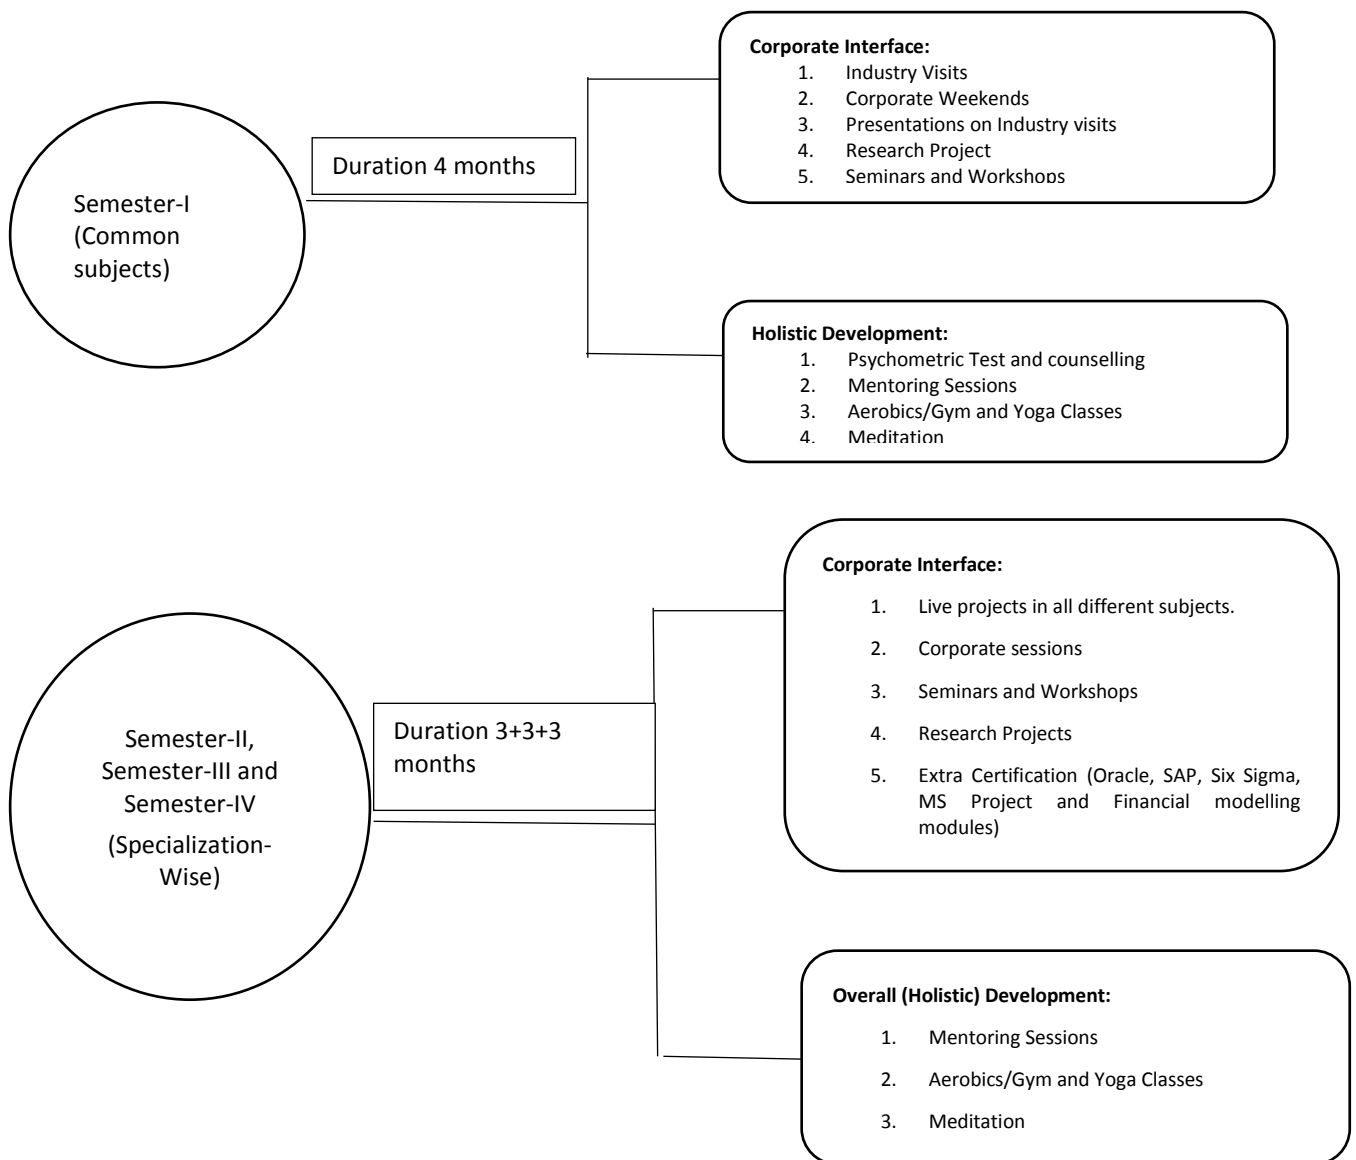 Corporate Interface:
1. Industry Visits
2. Corporate Weekends
3. Presentations on Industry visits
4. Research Project
5. Seminars and Workshops
Duration 4 months
Semester-I
(Common
subjects)
Holistic Development:
1. Psychometric Test and counselling
2. Mentoring Sessions
3. Aerobics/Gym and Yoga Classes
4. Meditation
Corporate Interface:
1. Live projects in all different subjects.
2. Corporate sessions
3. Seminars and Workshops
4. Research Projects
5. Extra Certification (Oracle, SAP, Six Sigma,
MS Project and Financial modelling
modules)
Duration 3+3+3
months
Semester-II,
Semester-III and
Semester-IV
(Specialization-
Wise)
Overall (Holistic) Development:
1. Mentoring Sessions
2. Aerobics/Gym and Yoga Classes
3. Meditation